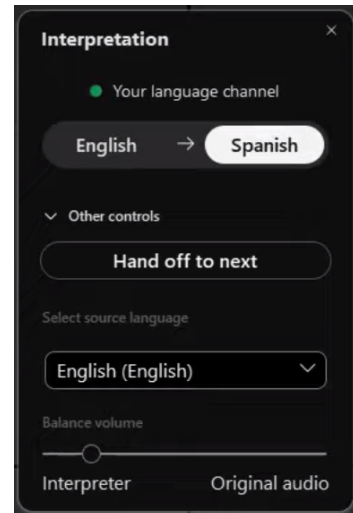 Interpretation
Your language channel
English → Spanish
Other controls
Hand off to next
Select source language
English (English)
Balance volume
Interpreter Original audio